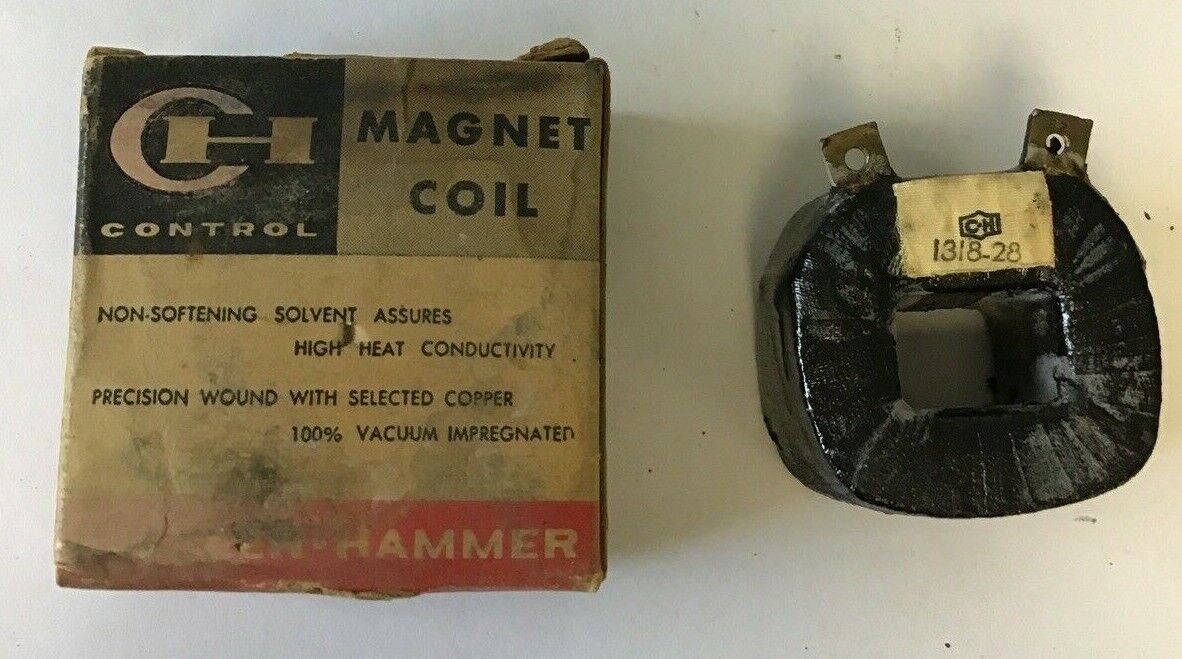 CH
CONTROL
MAGNET
COIL
NON-SOFTENING SOLVENT ASSURES
HIGH HEAT CONDUCTIVITY
PRECISION WOUND WITH SELECTED COPPER
100% VACUUM IMPREGNATED
-HAMMER
C-H
1318-28